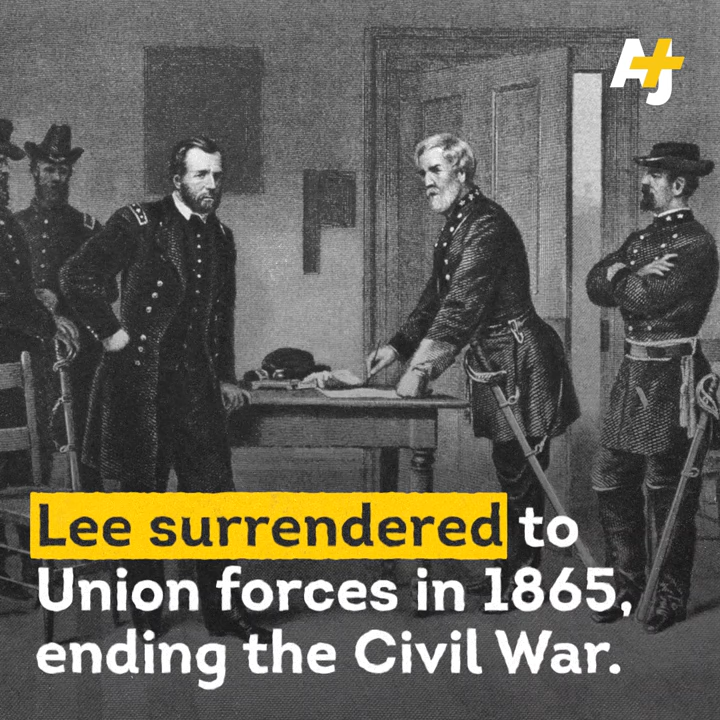 AJ+
Lee surrendered to
Union forces in 1865,
ending the Civil War.